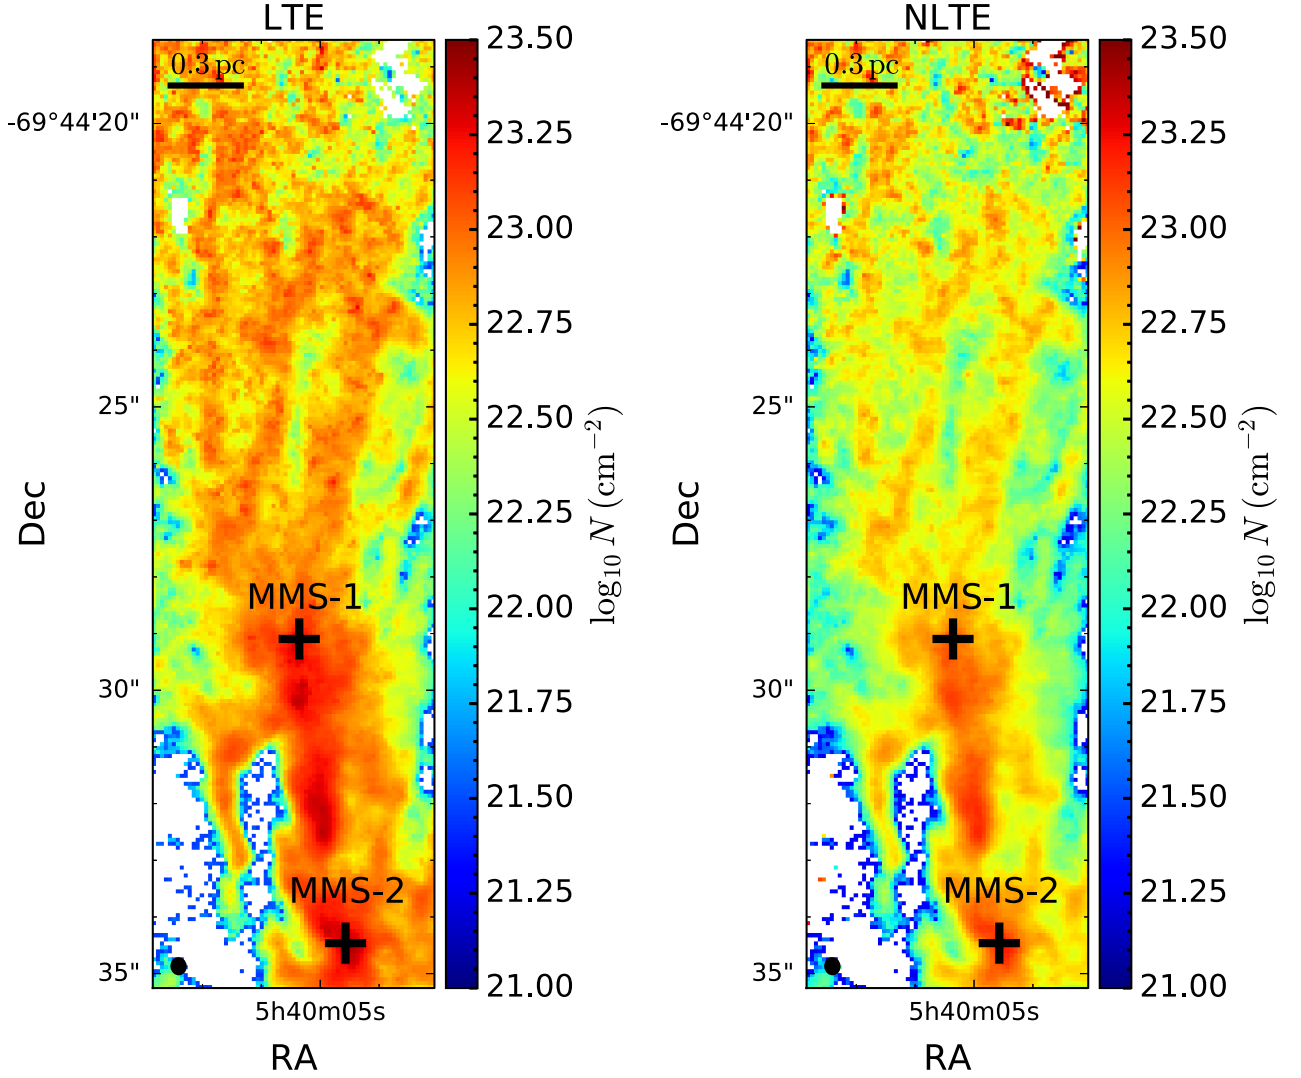 LTE
0.3 pc
-69°44'20"
25"
30"
35"
Dec
MMS-1
MMS-2
5h40m05s
RA
23.50
23.25
23.00
22.75
22.50
22.25
22.00
21.75
21.50
21.25
21.00
log₁₀ N (cm⁻²)
NLTE
0.3 pc
-69°44'20"
25"
30"
35"
Dec
MMS-1
MMS-2
5h40m05s
RA
23.50
23.25
23.00
22.75
22.50
22.25
22.00
21.75
21.50
21.25
21.00
log₁₀ N (cm⁻²)